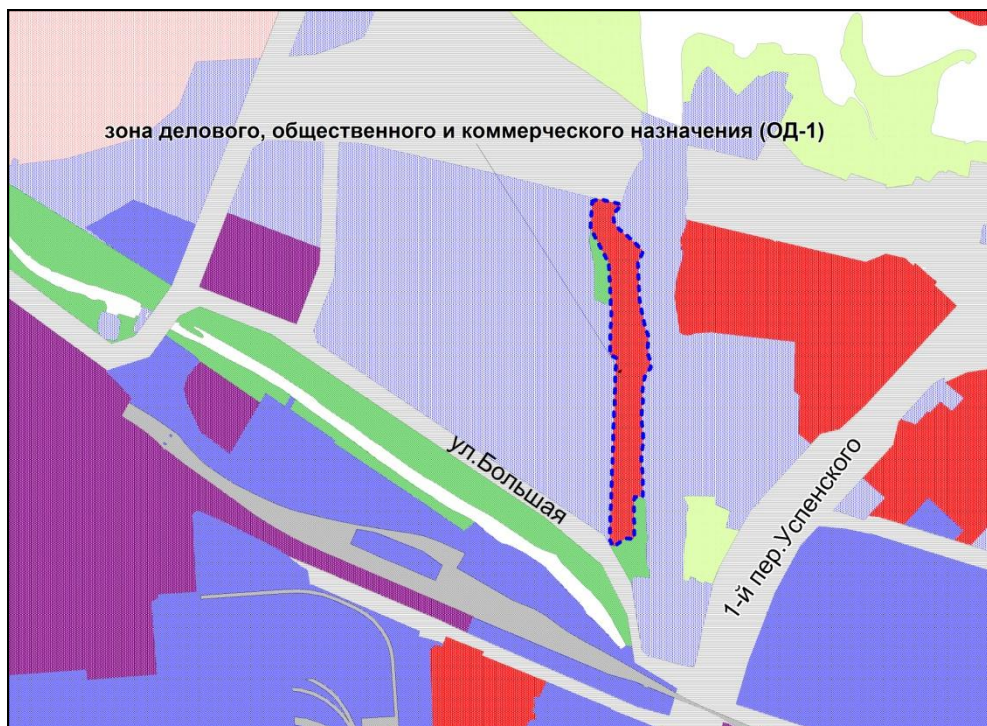 зона делового, общественного и коммерческого назначения (ОД-1)
ул.Большая
1-й пер.Успенского